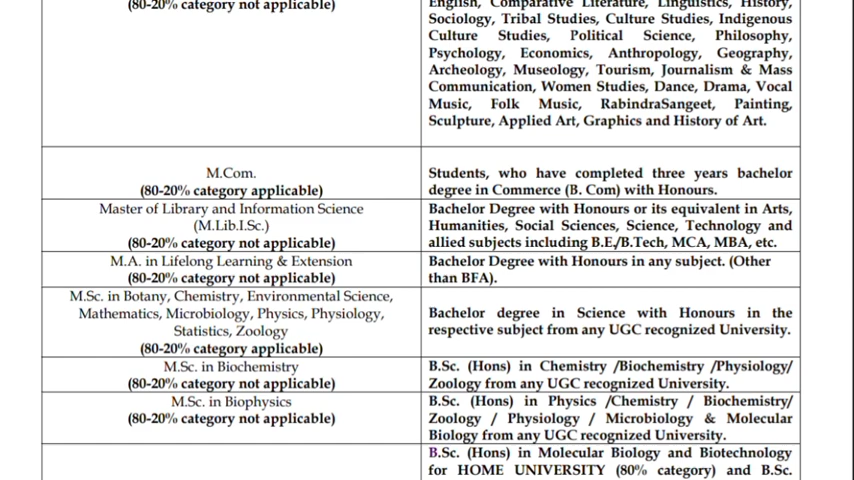 (80-20% category not applicable)
English, Comparative Literature, Linguistics, History,
Sociology, Tribal Studies, Culture Studies, Indigenous
Culture Studies, Political Science, Philosophy,
Psychology, Economics, Anthropology, Geography,
Archeology, Museology, Tourism, Journalism & Mass
Communication, Women Studies, Dance, Drama, Vocal
Music, Folk Music, RabindraSangeet, Painting,
Sculpture, Applied Art, Graphics and History of Art.
M.Com.
(80-20% category applicable)
Students, who have completed three years bachelor
degree in Commerce (B. Com) with Honours.
Master of Library and Information Science
(M.Lib.I.Sc.)
(80-20% category not applicable)
Bachelor Degree with Honours or its equivalent in Arts,
Humanities, Social Sciences, Science, Technology and
allied subjects including B.E/B.Tech, MCA, MBA, etc.
M.A. in Lifelong Learning & Extension
(80-20% category not applicable)
Bachelor Degree with Honours in any subject. (Other
than BFA).
M.Sc. in Botany, Chemistry, Environmental Science,
Mathematics, Microbiology, Physics, Physiology,
Statistics, Zoology
(80-20% category applicable)
Bachelor degree in Science with Honours in the
respective subject from any UGC recognized University.
M.Sc. in Biochemistry
(80-20% category not applicable)
B.Sc. (Hons) in Chemistry /Biochemistry /Physiology/
Zoology from any UGC recognized University.
M.Sc. in Biophysics
(80-20% category not applicable)
B.Sc. (Hons) in Physics /Chemistry / Biochemistry/
Zoology / Physiology / Microbiology & Molecular
Biology from any UGC recognized University.
B.Sc. (Hons) in Molecular Biology and Biotechnology
for HOME UNIVERSITY (80% category) and B.Sc.